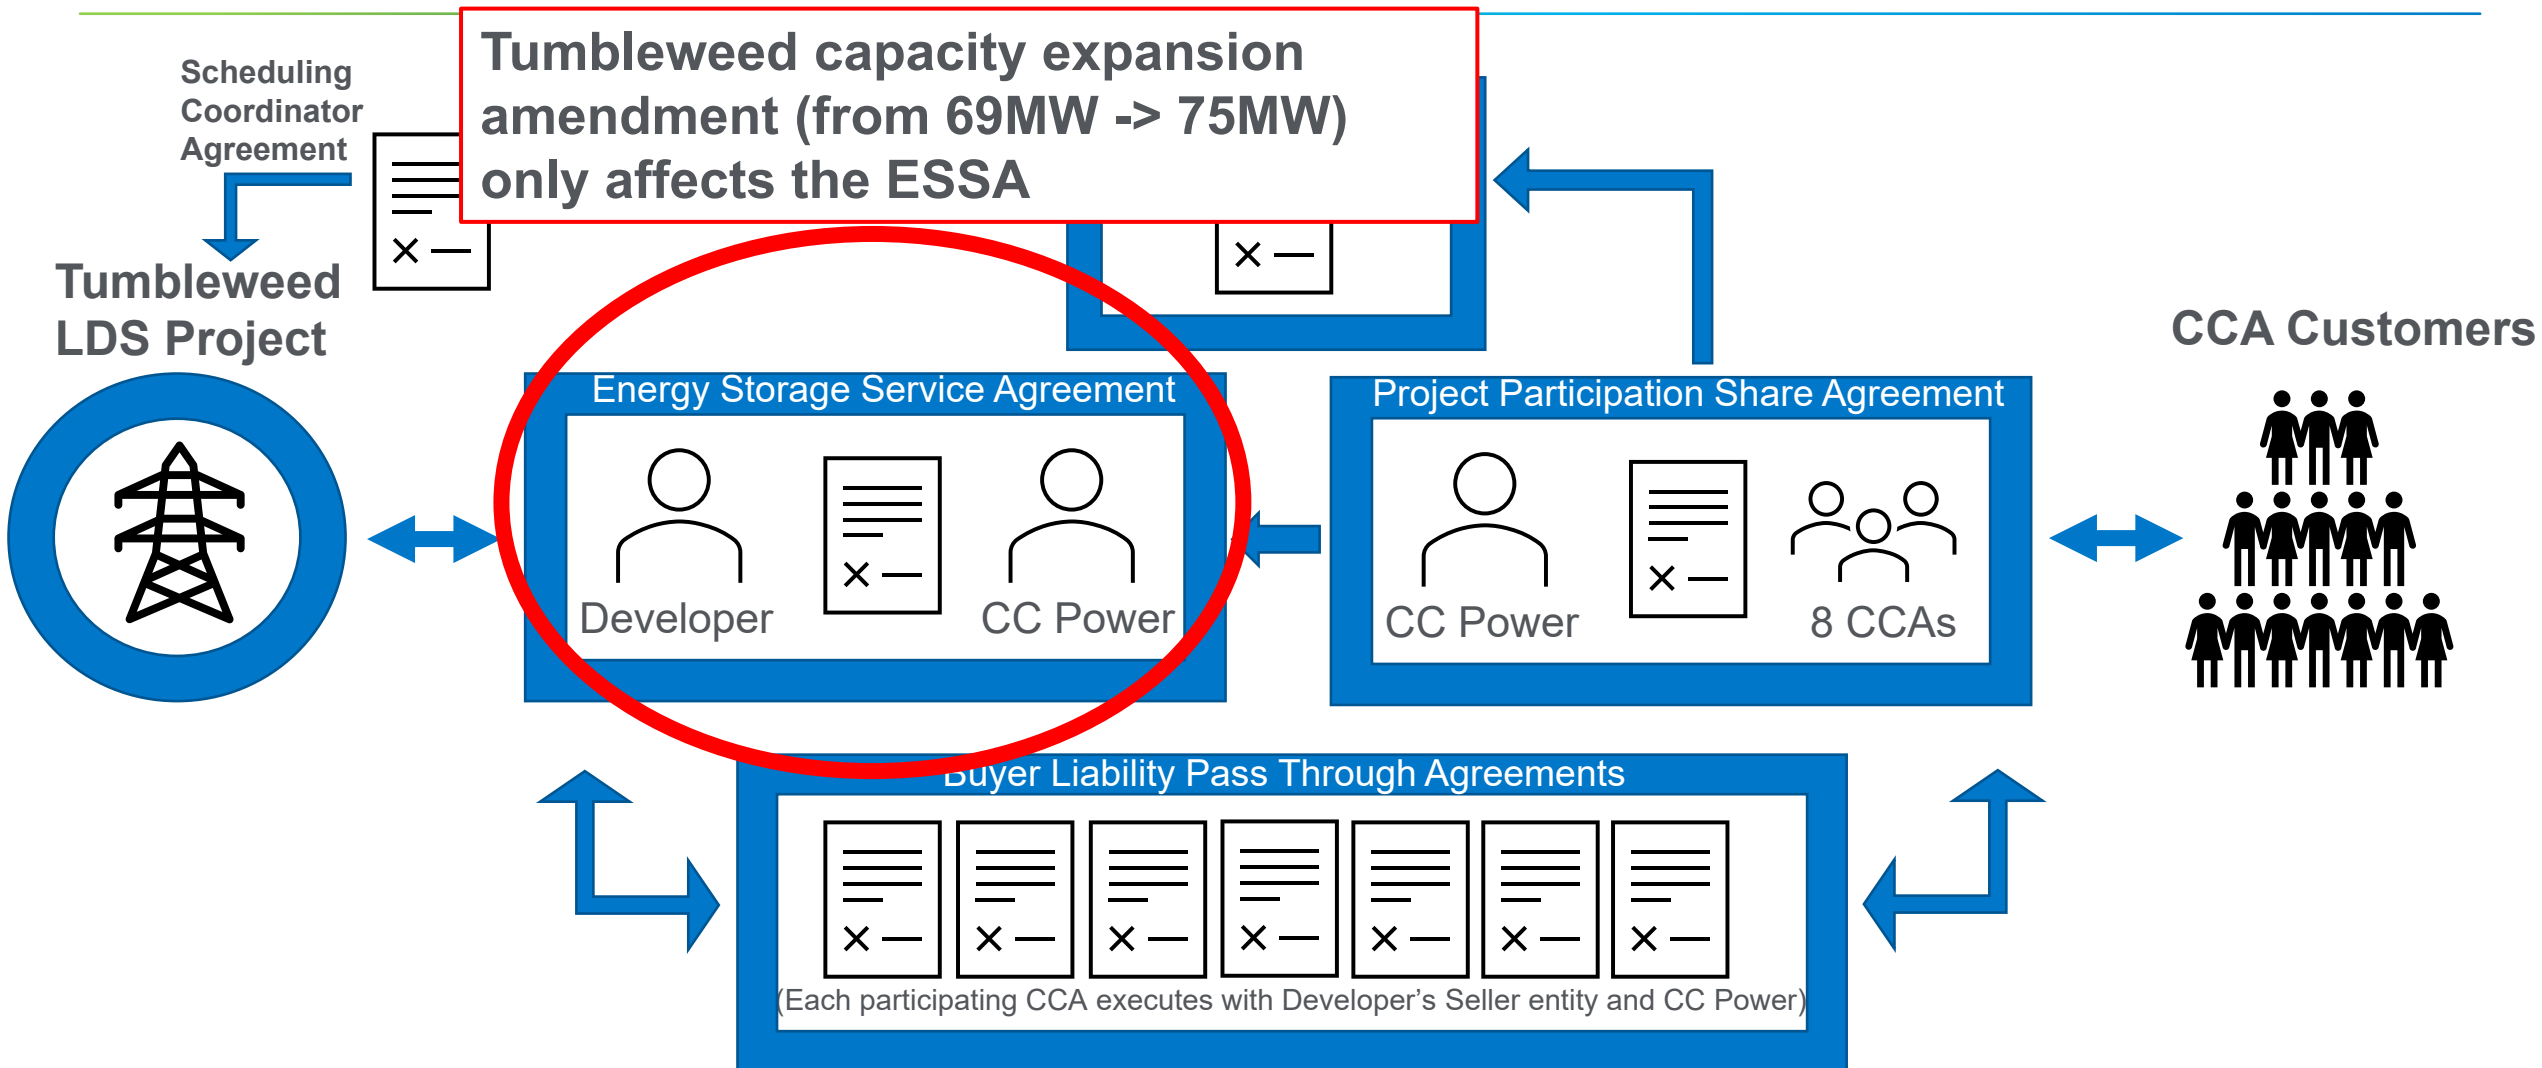 Tumbleweed capacity expansion
amendment (from 69MW -> 75MW)
only affects the ESSA
Scheduling
Coordinator
Agreement
Tumbleweed
LDS Project
CCA Customers
Energy Storage Service Agreement
Developer
CC Power
Project Participation Share Agreement
CC Power
8 CCAs
Buyer Liability Pass Through Agreements
(Each participating CCA executes with Developer’s Seller entity and CC Power)